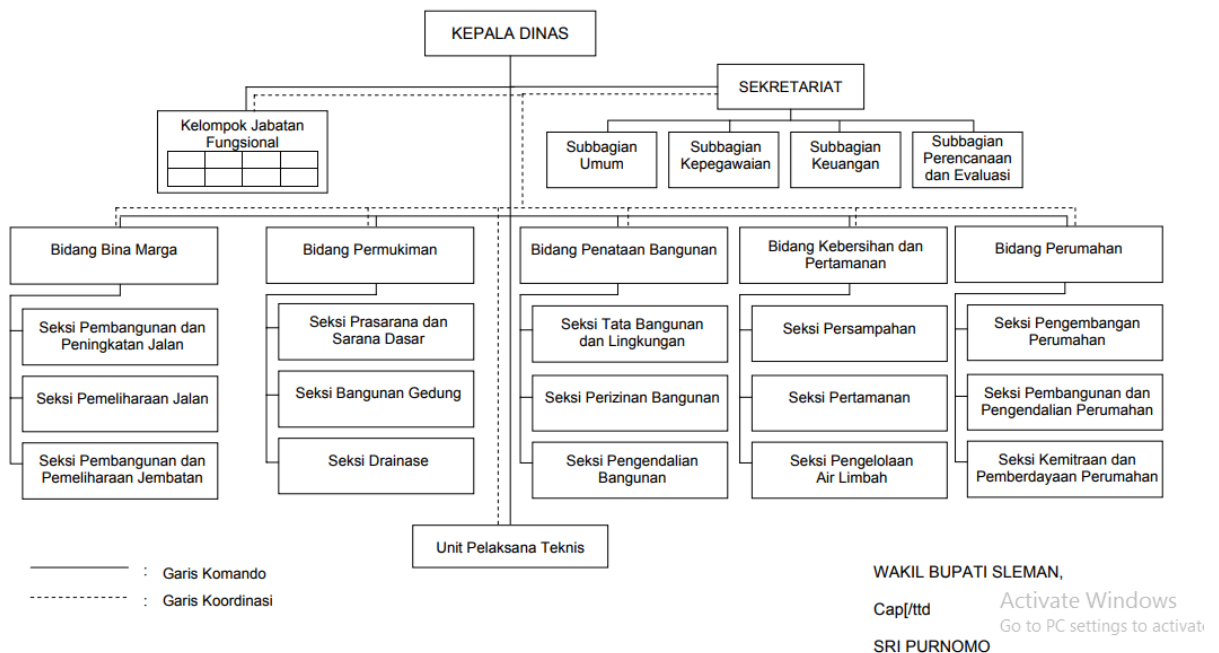 KEPALA DINAS
SEKRETARIAT
Kelompok Jabatan
Fungsional
Subbagian
Umum
Subbagian
Kepegawaian
Subbagian
Keuangan
Subbagian
Perencanaan
dan Evaluasi
Bidang Bina Marga
Bidang Permukiman
Bidang Penataan Bangunan
Bidang Kebersihan dan
Pertamanan
Bidang Perumahan
Seksi Pembangunan dan
Peningkatan Jalan
Seksi Prasarana dan
Sarana Dasar
Seksi Tata Bangunan
dan Lingkungan
Seksi Persampahan
Seksi Pengembangan
Perumahan
Seksi Pemeliharaan Jalan
Seksi Bangunan Gedung
Seksi Perizinan Bangunan
Seksi Pertamanan
Seksi Pembangunan dan
Pengendalian Perumahan
Seksi Pembangunan dan
Pemeliharaan Jembatan
Seksi Drainase
Seksi Pengendalian
Bangunan
Seksi Pengelolaan
Air Limbah
Seksi Kemitraan dan
Pemberdayaan Perumahan
Unit Pelaksana Teknis
: Garis Komando
: Garis Koordinasi
WAKIL BUPATI SLEMAN,
Cap[/ttd
SRI PURNOMO
Activate Windows
Go to PC settings to activate